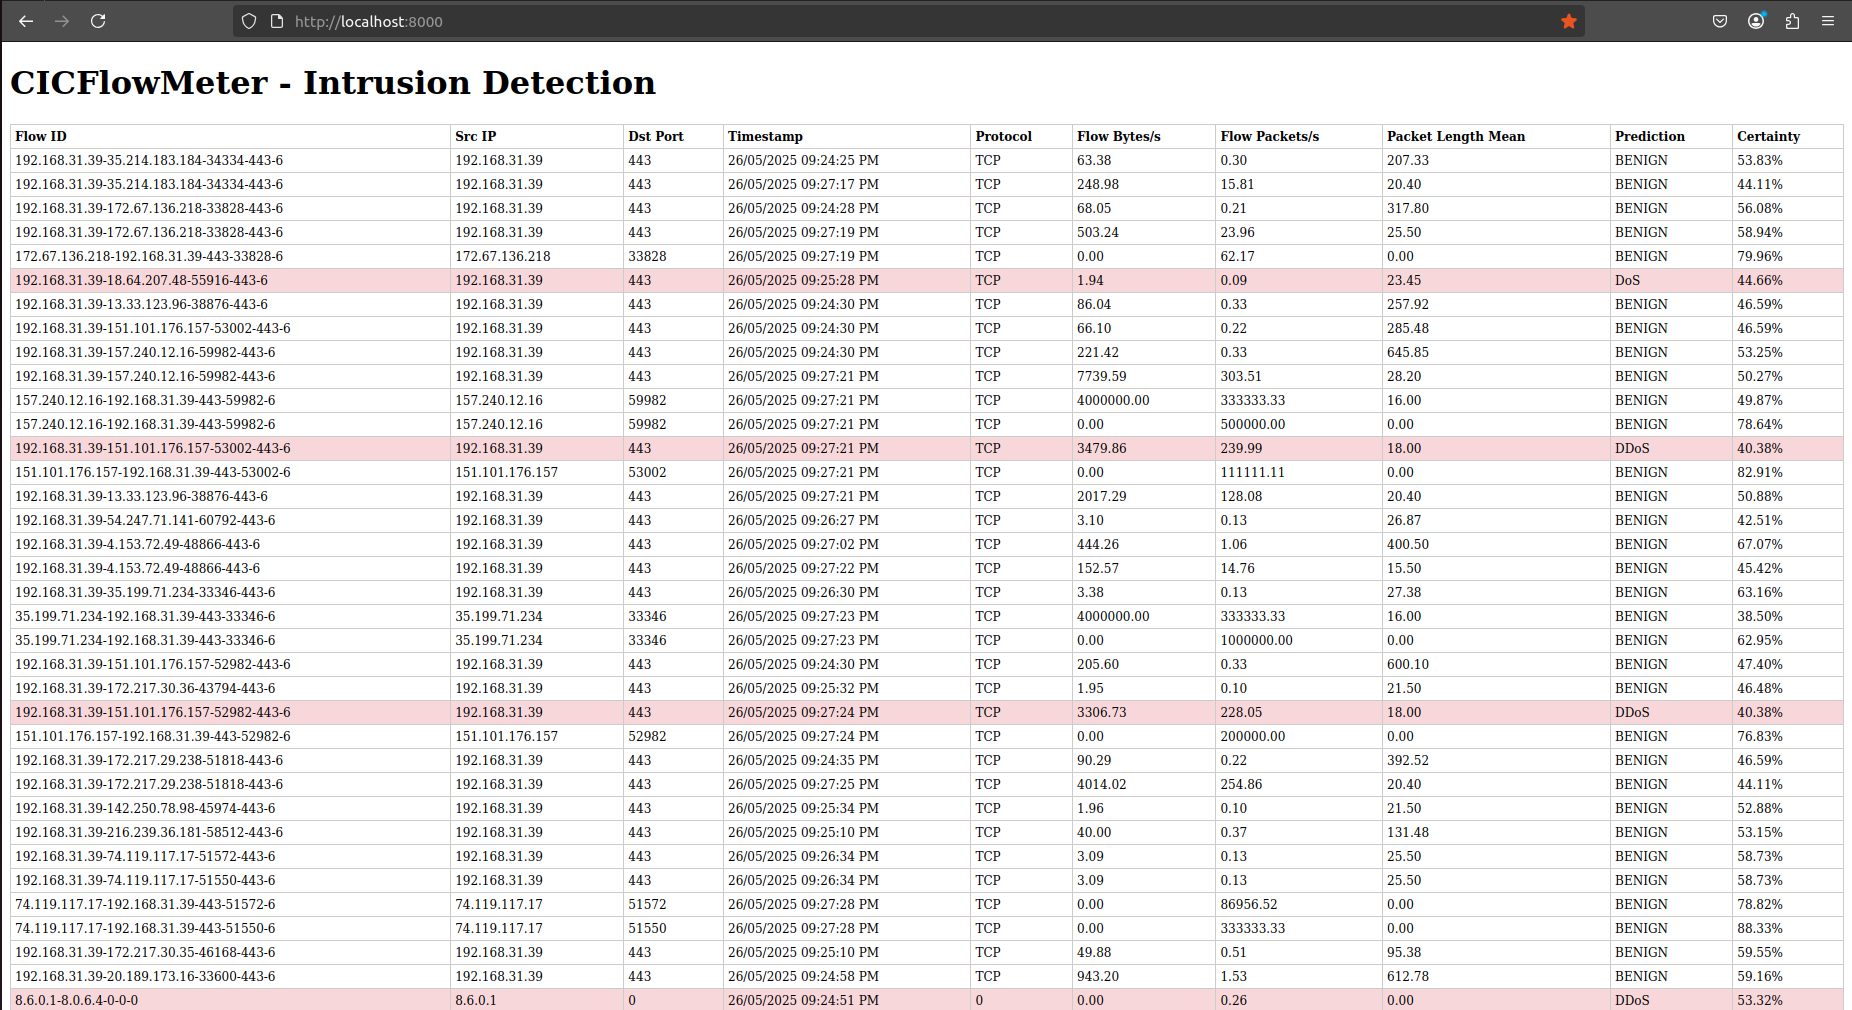 http://localhost:8000
CICFlowMeter - Intrusion Detection
Flow ID Src IP Dst Port Timestamp Protocol Flow Bytes/s Flow Packets/s Packet Length Mean Prediction Certainty
192.168.31.39-35.214.183.184-34334-443-6 192.168.31.39 443 26/05/2025 09:24:25 PM TCP 63.38 0.30 207.33 BENIGN 53.83%
192.168.31.39-35.214.183.184-34334-443-6 192.168.31.39 443 26/05/2025 09:27:17 PM TCP 248.98 15.81 20.40 BENIGN 44.11%
192.168.31.39-172.67.136.218-33828-443-6 192.168.31.39 443 26/05/2025 09:24:28 PM TCP 68.05 0.21 317.80 BENIGN 56.08%
192.168.31.39-172.67.136.218-33828-443-6 192.168.31.39 443 26/05/2025 09:27:19 PM TCP 503.24 23.96 25.50 BENIGN 58.94%
172.67.136.218-192.168.31.39-443-33828-6 172.67.136.218 33828 26/05/2025 09:27:19 PM TCP 0.00 62.17 0.00 BENIGN 79.96%
192.168.31.39-18.64.207.48-55916-443-6 192.168.31.39 443 26/05/2025 09:25:28 PM TCP 1.94 0.09 23.45 DoS 44.66%
192.168.31.39-13.33.123.96-38876-443-6 192.168.31.39 443 26/05/2025 09:24:30 PM TCP 86.04 0.33 257.92 BENIGN 46.59%
192.168.31.39-151.101.176.157-53002-443-6 192.168.31.39 443 26/05/2025 09:24:30 PM TCP 66.10 0.22 285.48 BENIGN 46.59%
192.168.31.39-157.240.12.16-59982-443-6 192.168.31.39 443 26/05/2025 09:24:30 PM TCP 221.42 0.33 645.85 BENIGN 53.25%
192.168.31.39-157.240.12.16-59982-443-6 192.168.31.39 443 26/05/2025 09:27:21 PM TCP 7739.59 303.51 28.20 BENIGN 50.27%
157.240.12.16-192.168.31.39-443-59982-6 157.240.12.16 59982 26/05/2025 09:27:21 PM TCP 4000000.00 333333.33 16.00 BENIGN 49.87%
157.240.12.16-192.168.31.39-443-59982-6 157.240.12.16 59982 26/05/2025 09:27:21 PM TCP 0.00 500000.00 0.00 BENIGN 78.64%
192.168.31.39-151.101.176.157-53002-443-6 192.168.31.39 443 26/05/2025 09:27:21 PM TCP 3479.86 239.99 18.00 DDoS 40.38%
151.101.176.157-192.168.31.39-443-53002-6 151.101.176.157 53002 26/05/2025 09:27:21 PM TCP 0.00 111111.11 0.00 BENIGN 82.91%
192.168.31.39-13.33.123.96-38876-443-6 192.168.31.39 443 26/05/2025 09:27:21 PM TCP 2017.29 128.08 20.40 BENIGN 50.88%
192.168.31.39-54.247.71.141-60792-443-6 192.168.31.39 443 26/05/2025 09:26:27 PM TCP 3.10 0.13 26.87 BENIGN 42.51%
192.168.31.39-4.153.72.49-48866-443-6 192.168.31.39 443 26/05/2025 09:27:02 PM TCP 444.26 1.06 400.50 BENIGN 67.07%
192.168.31.39-4.153.72.49-48866-443-6 192.168.31.39 443 26/05/2025 09:27:22 PM TCP 152.57 14.76 15.50 BENIGN 45.42%
192.168.31.39-35.199.71.234-33346-443-6 192.168.31.39 443 26/05/2025 09:26:30 PM TCP 3.38 0.13 27.38 BENIGN 63.16%
35.199.71.234-192.168.31.39-443-33346-6 35.199.71.234 33346 26/05/2025 09:27:23 PM TCP 4000000.00 333333.33 16.00 BENIGN 38.50%
35.199.71.234-192.168.31.39-443-33346-6 35.199.71.234 33346 26/05/2025 09:27:23 PM TCP 0.00 1000000.00 0.00 BENIGN 62.95%
192.168.31.39-151.101.176.157-52982-443-6 192.168.31.39 443 26/05/2025 09:24:30 PM TCP 205.60 0.33 600.10 BENIGN 47.40%
192.168.31.39-172.217.30.36-43794-443-6 192.168.31.39 443 26/05/2025 09:25:32 PM TCP 1.95 0.10 21.50 BENIGN 46.48%
192.168.31.39-151.101.176.157-52982-443-6 192.168.31.39 443 26/05/2025 09:27:24 PM TCP 3306.73 228.05 18.00 DDoS 40.38%
151.101.176.157-192.168.31.39-443-52982-6 151.101.176.157 52982 26/05/2025 09:27:24 PM TCP 0.00 200000.00 0.00 BENIGN 76.83%
192.168.31.39-172.217.29.238-51818-443-6 192.168.31.39 443 26/05/2025 09:24:35 PM TCP 90.29 0.22 392.52 BENIGN 46.59%
192.168.31.39-172.217.29.238-51818-443-6 192.168.31.39 443 26/05/2025 09:27:25 PM TCP 4014.02 254.86 20.40 BENIGN 44.11%
192.168.31.39-142.250.78.98-45974-443-6 192.168.31.39 443 26/05/2025 09:25:34 PM TCP 1.96 0.10 21.50 BENIGN 52.88%
192.168.31.39-216.239.36.181-58512-443-6 192.168.31.39 443 26/05/2025 09:25:10 PM TCP 40.00 0.37 131.48 BENIGN 53.15%
192.168.31.39-74.119.117.17-51572-443-6 192.168.31.39 443 26/05/2025 09:26:34 PM TCP 3.09 0.13 25.50 BENIGN 58.73%
192.168.31.39-74.119.117.17-51550-443-6 192.168.31.39 443 26/05/2025 09:26:34 PM TCP 3.09 0.13 25.50 BENIGN 58.73%
74.119.117.17-192.168.31.39-443-51572-6 74.119.117.17 51572 26/05/2025 09:27:28 PM TCP 0.00 86956.52 0.00 BENIGN 78.82%
74.119.117.17-192.168.31.39-443-51550-6 74.119.117.17 51550 26/05/2025 09:27:28 PM TCP 0.00 333333.33 0.00 BENIGN 88.33%
192.168.31.39-172.217.30.35-46168-443-6 192.168.31.39 443 26/05/2025 09:25:10 PM TCP 49.88 0.51 95.38 BENIGN 59.55%
192.168.31.39-20.189.173.16-33600-443-6 192.168.31.39 443 26/05/2025 09:24:58 PM TCP 943.20 1.53 612.78 BENIGN 59.16%
8.6.0.1-8.0.6.4-0-0-0 8.6.0.1 0 26/05/2025 09:24:51 PM 0 0.00 0.26 0.00 DDoS 53.32%